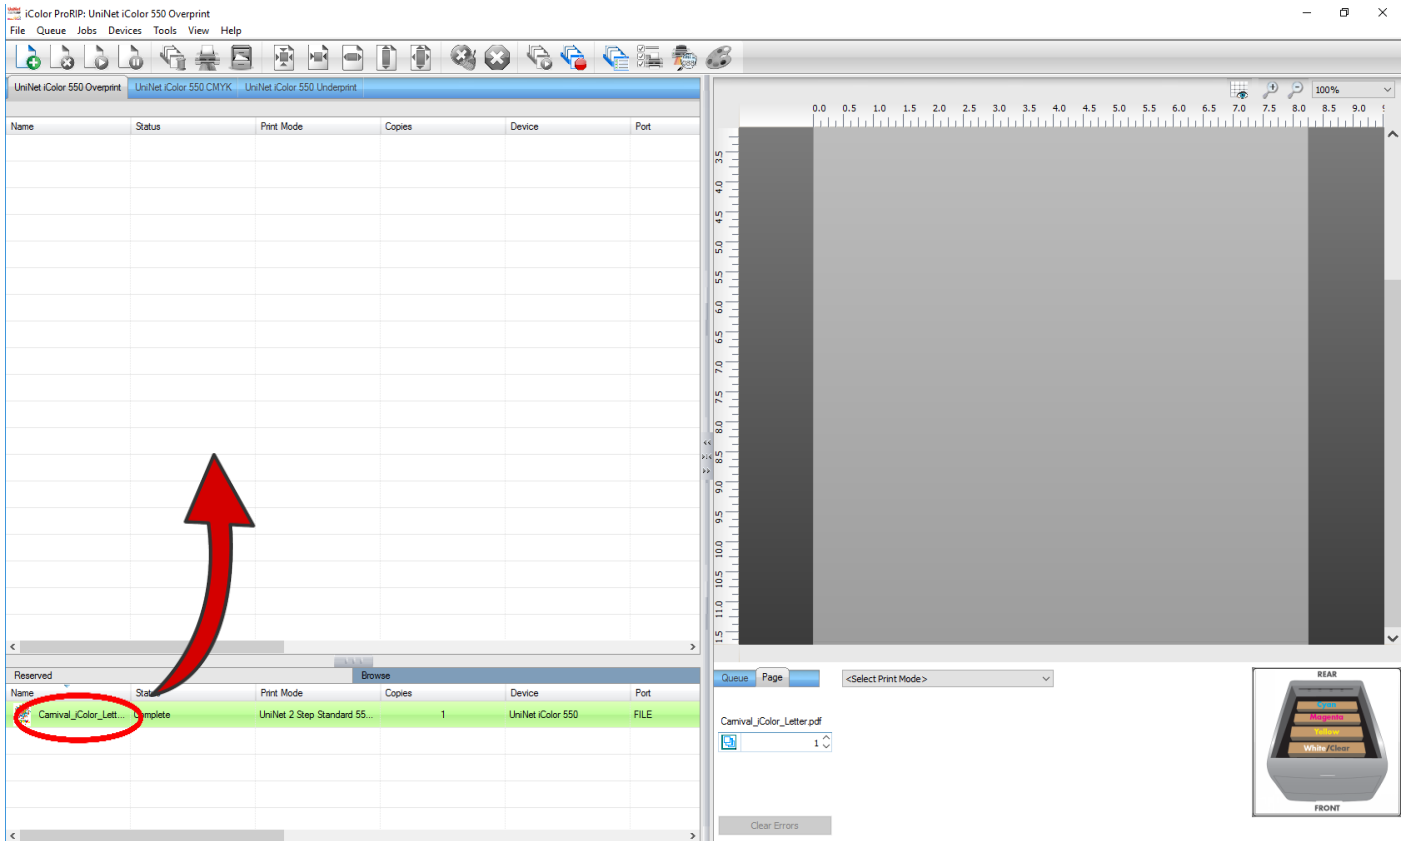 iColor ProRIP: UniNet iColor 550 Overprint
File Queue Jobs Devices Tools View Help
UniNet iColor 550 Overprint UniNet iColor 550 CMYK UniNet iColor 550 Underprint
Name Status Print Mode Copies Device Port
100%
0.0 0.5 1.0 1.5 2.0 2.5 3.0 3.5 4.0 4.5 5.0 5.5 6.0 6.5 7.0 7.5 8.0 8.5 9.0
3.5
4.0
4.5
5.0
5.5
6.0
6.5
7.0
7.5
8.0
8.5
9.0
9.5
10.0
10.5
11.0
1.5
Reserved Browse
Name Print Mode Copies Device Port
Carnival_iColor_Lett... Complete UniNet 2 Step Standard 55... 1 UniNet iColor 550 FILE
Queue Page <Select Print Mode>
Carnival_iColor_Letter.pdf
1
Clear Errors
REAR
Cyan
Magenta
Yellow
White/Clear
FRONT